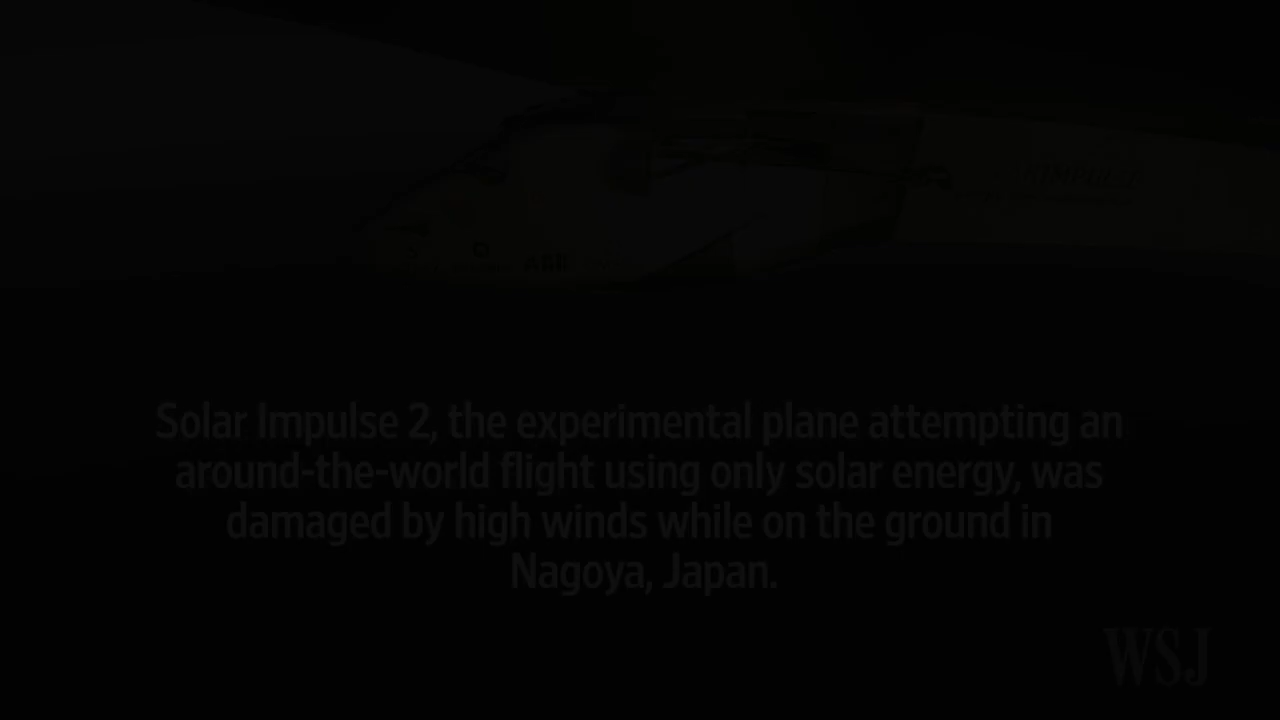 ABB
Solar Impulse 2, the experimental plane attempting an
around-the-world flight using only solar energy, was
damaged by high winds while on the ground in
Nagoya, Japan.
WSJ